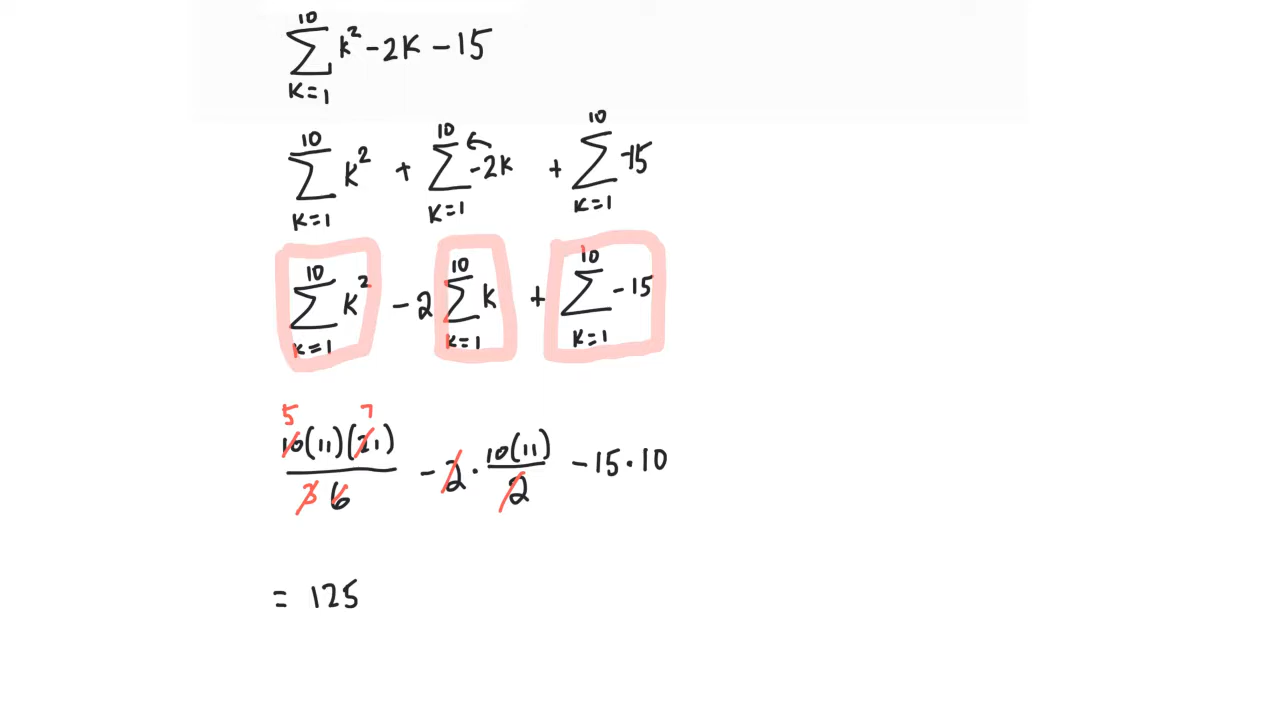 10
∑ k² - 2k - 15
k=1
10 10 10
∑ k² + ∑ -2k + ∑ -15
k=1 k=1 k=1
10 10 10
∑ k² - 2 ∑ k + ∑ -15
k=1 k=1 k=1
5 7
10(11)(21) 10(11)
- 2 · - 15 · 10
3 6 2
= 125